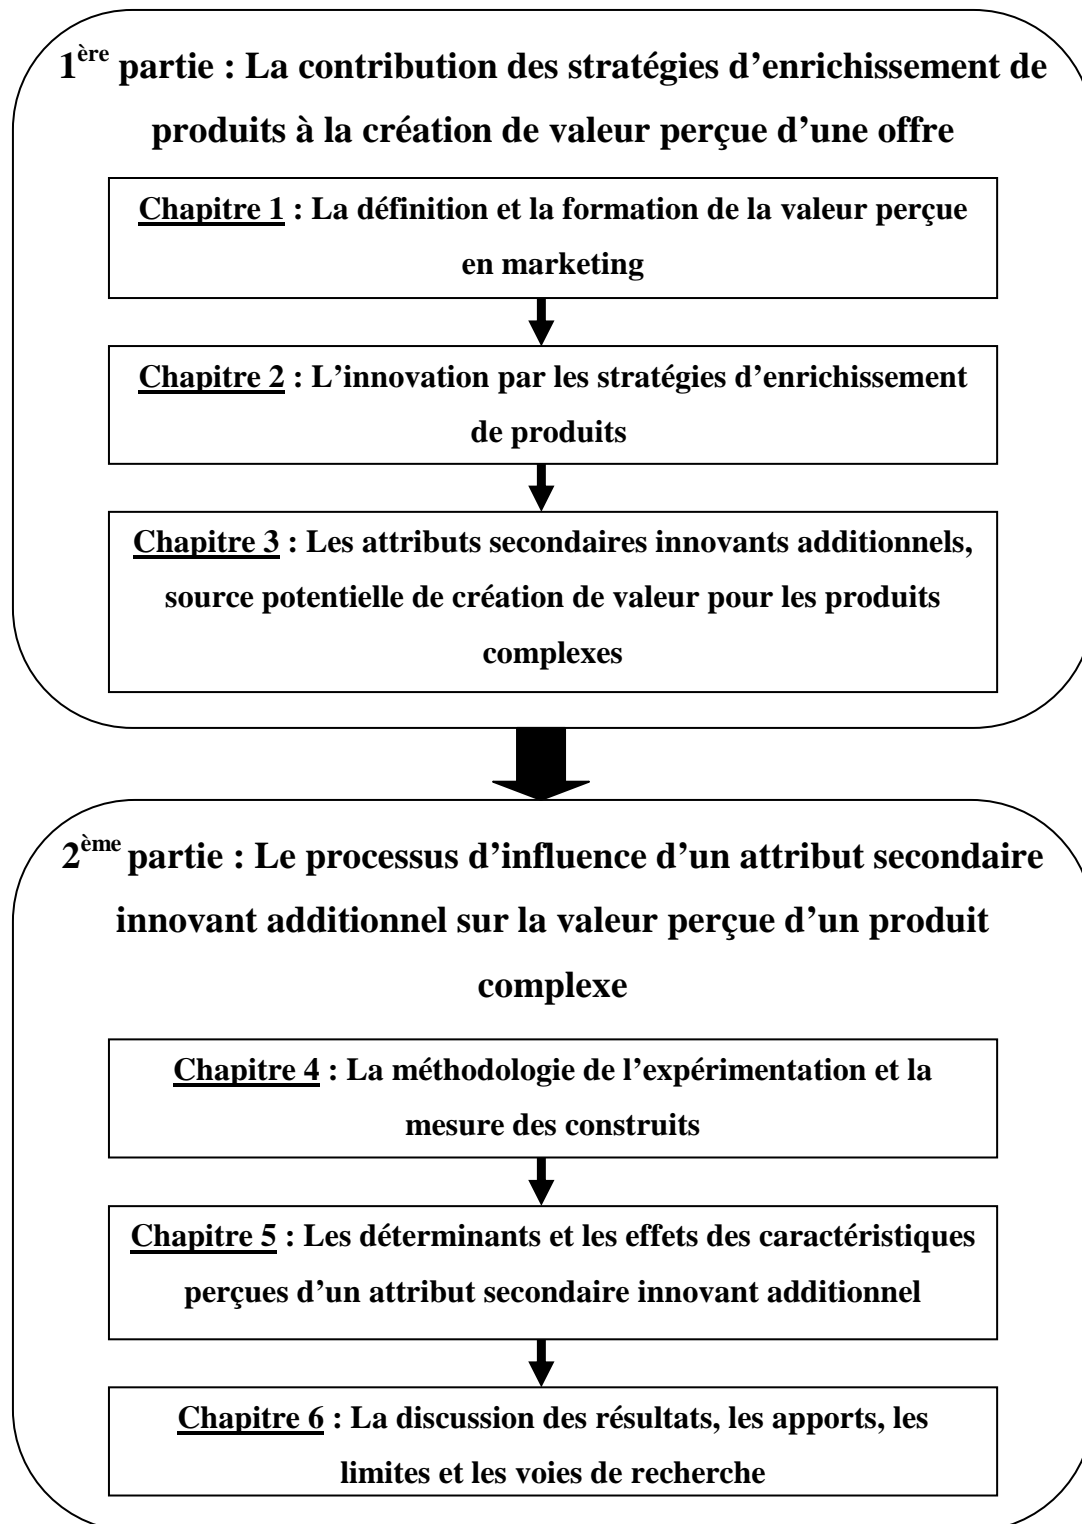 1ère partie : La contribution des stratégies d’enrichissement de
produits à la création de valeur perçue d’une offre
Chapitre 1 : La définition et la formation de la valeur perçue
en marketing
Chapitre 2 : L’innovation par les stratégies d’enrichissement
de produits
Chapitre 3 : Les attributs secondaires innovants additionnels,
source potentielle de création de valeur pour les produits
complexes
2ème partie : Le processus d’influence d’un attribut secondaire
innovant additionnel sur la valeur perçue d’un produit
complexe
Chapitre 4 : La méthodologie de l’expérimentation et la
mesure des construits
Chapitre 5 : Les déterminants et les effets des caractéristiques
perçues d’un attribut secondaire innovant additionnel
Chapitre 6 : La discussion des résultats, les apports, les
limites et les voies de recherche